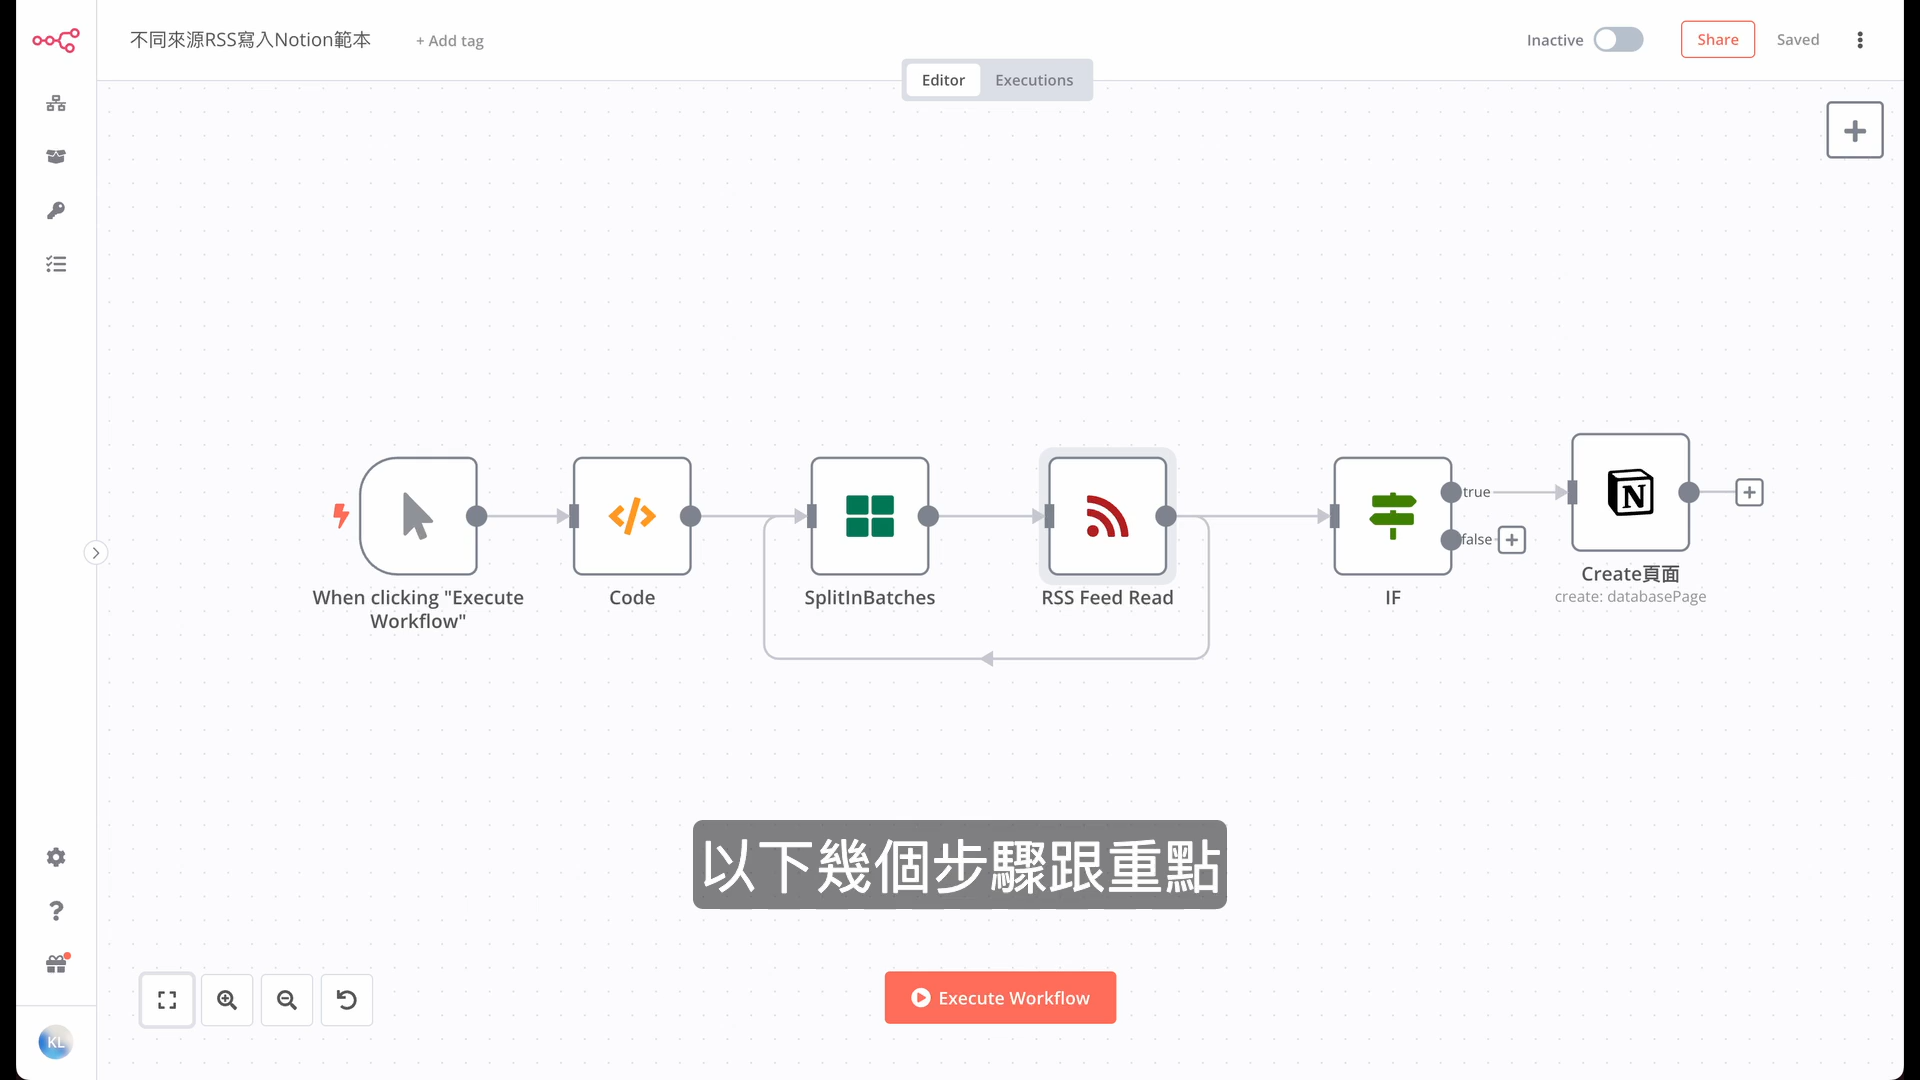 不同來源RSS寫入Notion範本
+ Add tag
Inactive
Share
Saved
Editor
Executions
true
false
When clicking "Execute
Workflow"
Code
SplitInBatches
RSS Feed Read
IF
Create頁面
create: databasePage
以下幾個步驟跟重點
Execute Workflow
KL